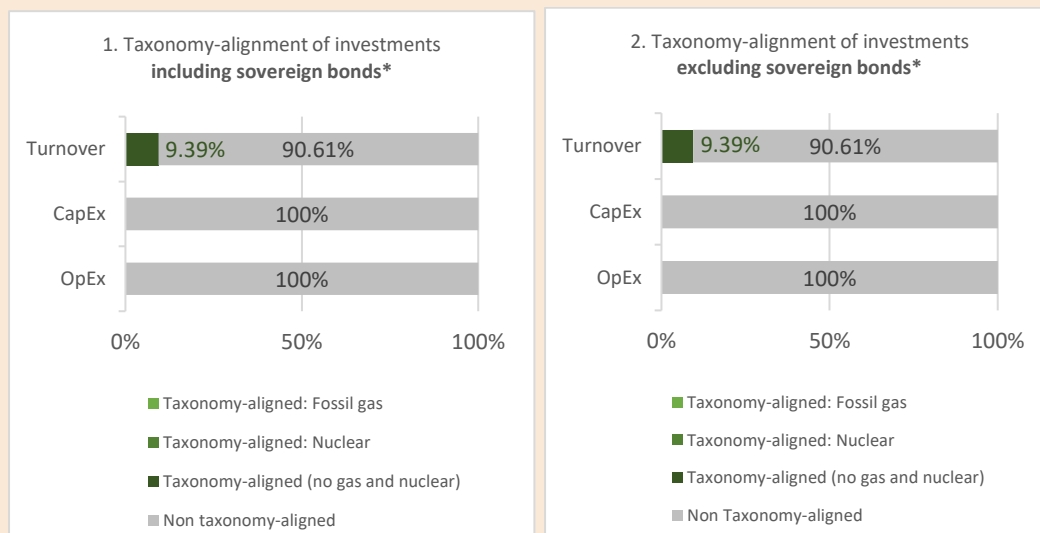 1. Taxonomy-alignment of investments
including sovereign bonds*
Turnover
9.39%
90.61%
CapEx
100%
OpEx
100%
0%
50%
100%
Taxonomy-aligned: Fossil gas
Taxonomy-aligned: Nuclear
Taxonomy-aligned (no gas and nuclear)
Non taxonomy-aligned
2. Taxonomy-alignment of investments
excluding sovereign bonds*
Turnover
9.39%
90.61%
CapEx
100%
OpEx
100%
0%
50%
100%
Taxonomy-aligned: Fossil gas
Taxonomy-aligned: Nuclear
Taxonomy-aligned (no gas and nuclear)
Non Taxonomy-aligned